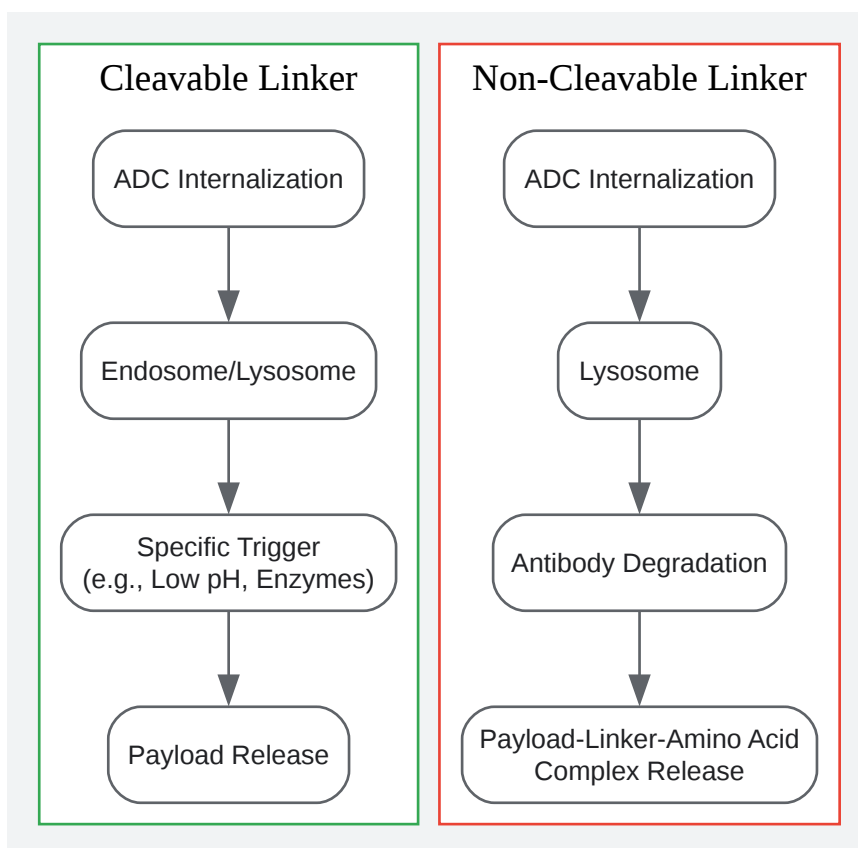 Cleavable Linker
ADC Internalization
Endosome/Lysosome
Specific Trigger
(e.g., Low pH, Enzymes)
Payload Release
Non-Cleavable Linker
ADC Internalization
Lysosome
Antibody Degradation
Payload-Linker-Amino Acid
Complex Release